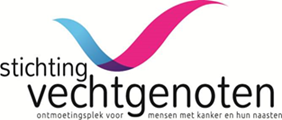 stichting
vechtgenoten
ontmoetingsplek voor mensen met kanker en hun naasten